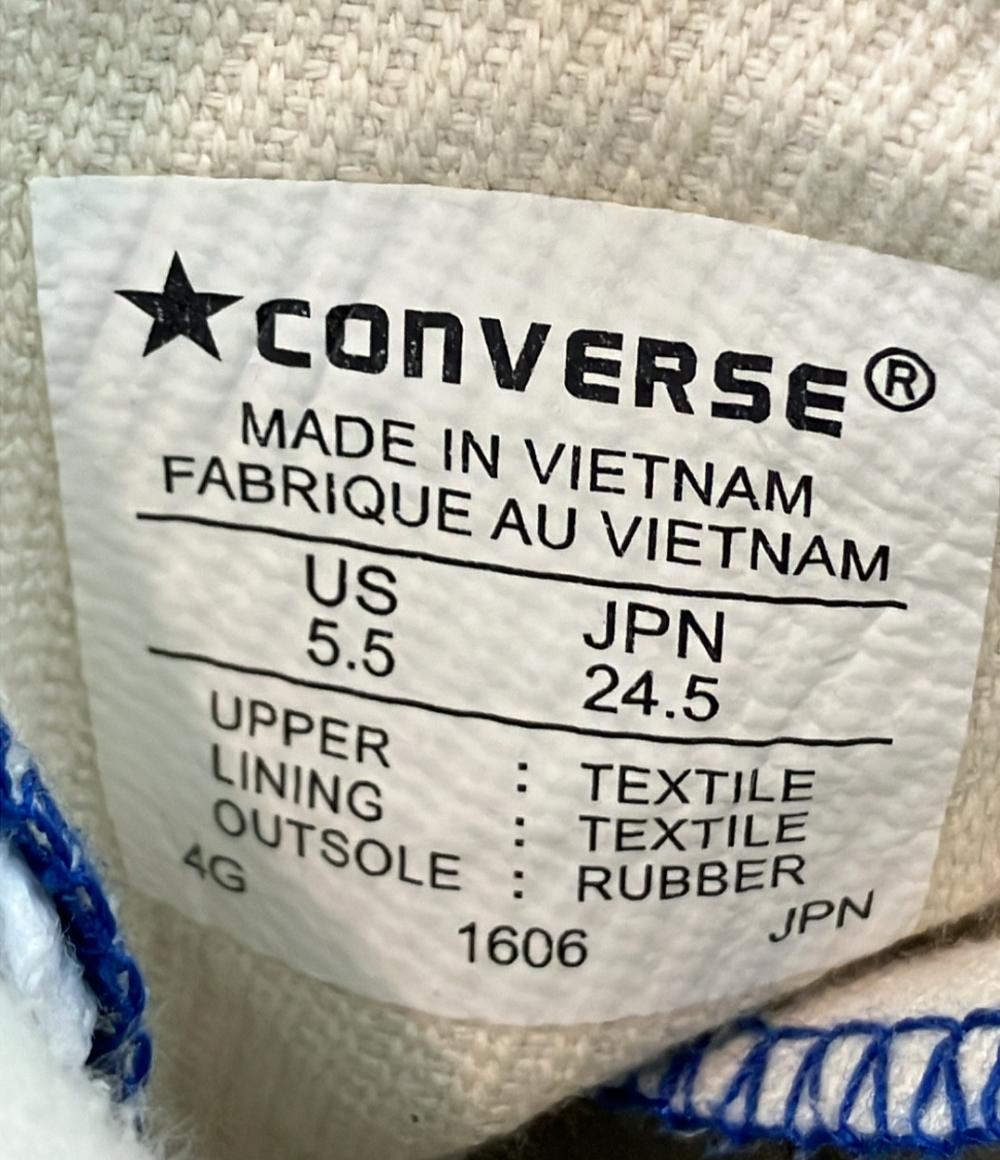 ★CONVERSE®
MADE IN VIETNAM
FABRIQUE AU VIETNAM
US JPN
5.5 24.5
UPPER : TEXTILE
LINING : TEXTILE
OUTSOLE : RUBBER
4G 1606 JPN